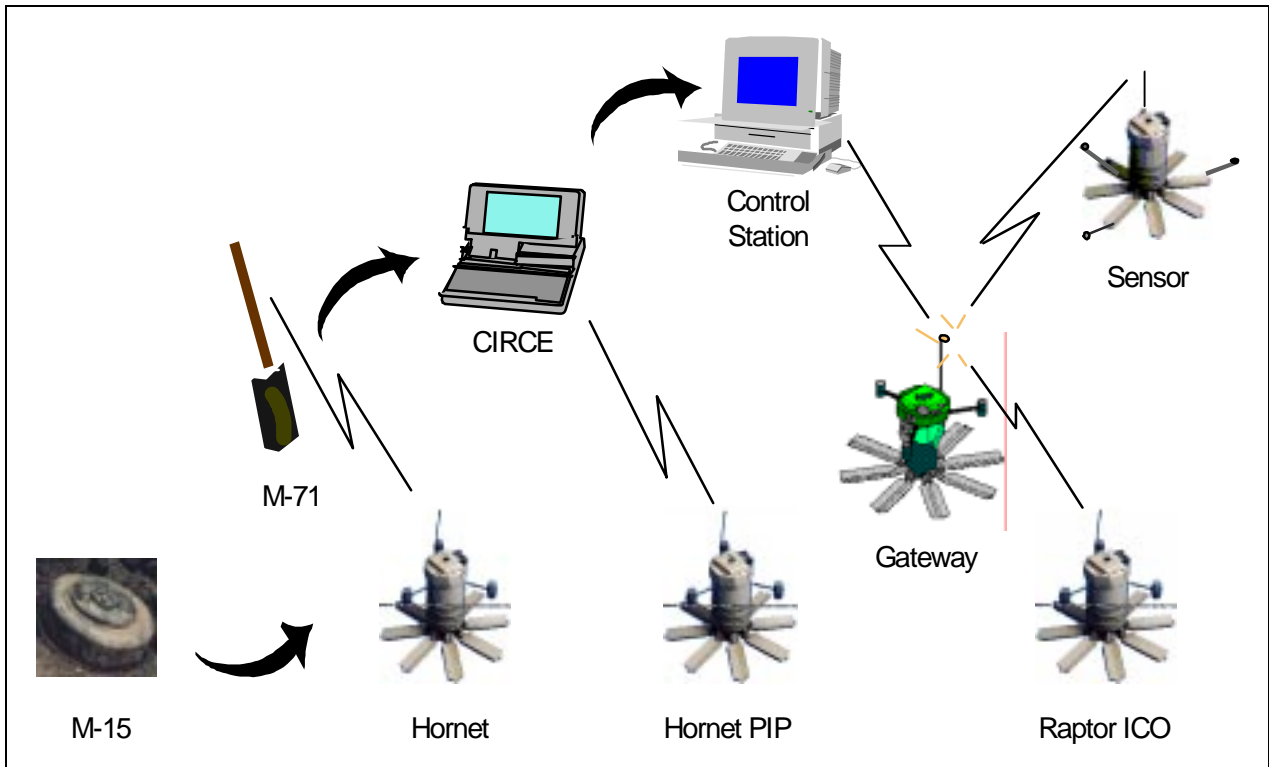 Control
Station
Sensor
CIRCE
M-71
Gateway
M-15
Hornet
Hornet PIP
Raptor ICO